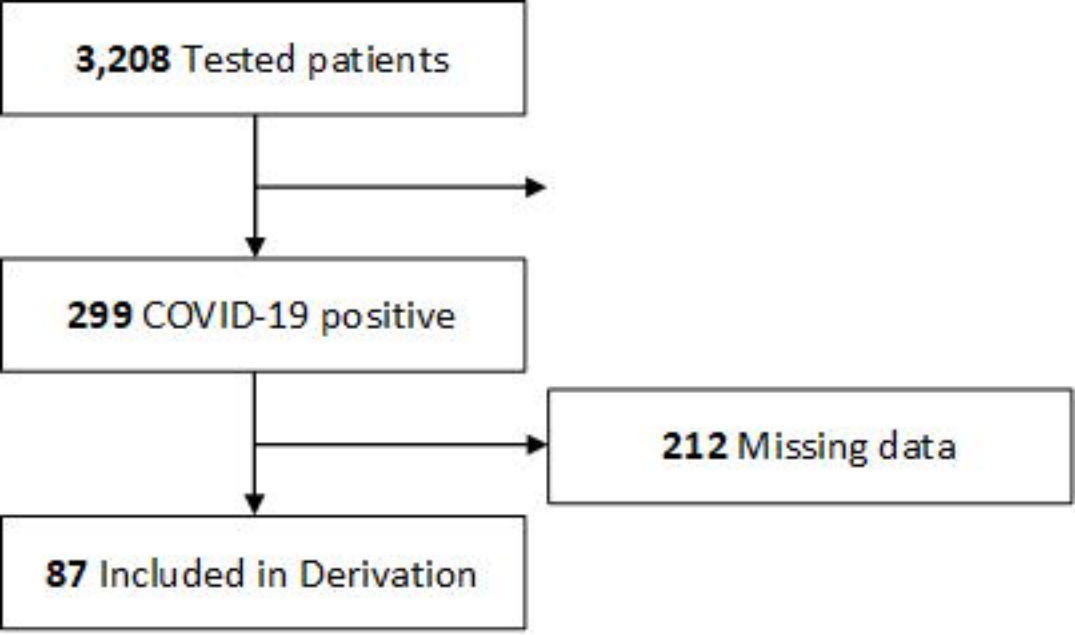 3,208 Tested patients
299 COVID-19 positive
212 Missing data
87 Included in Derivation